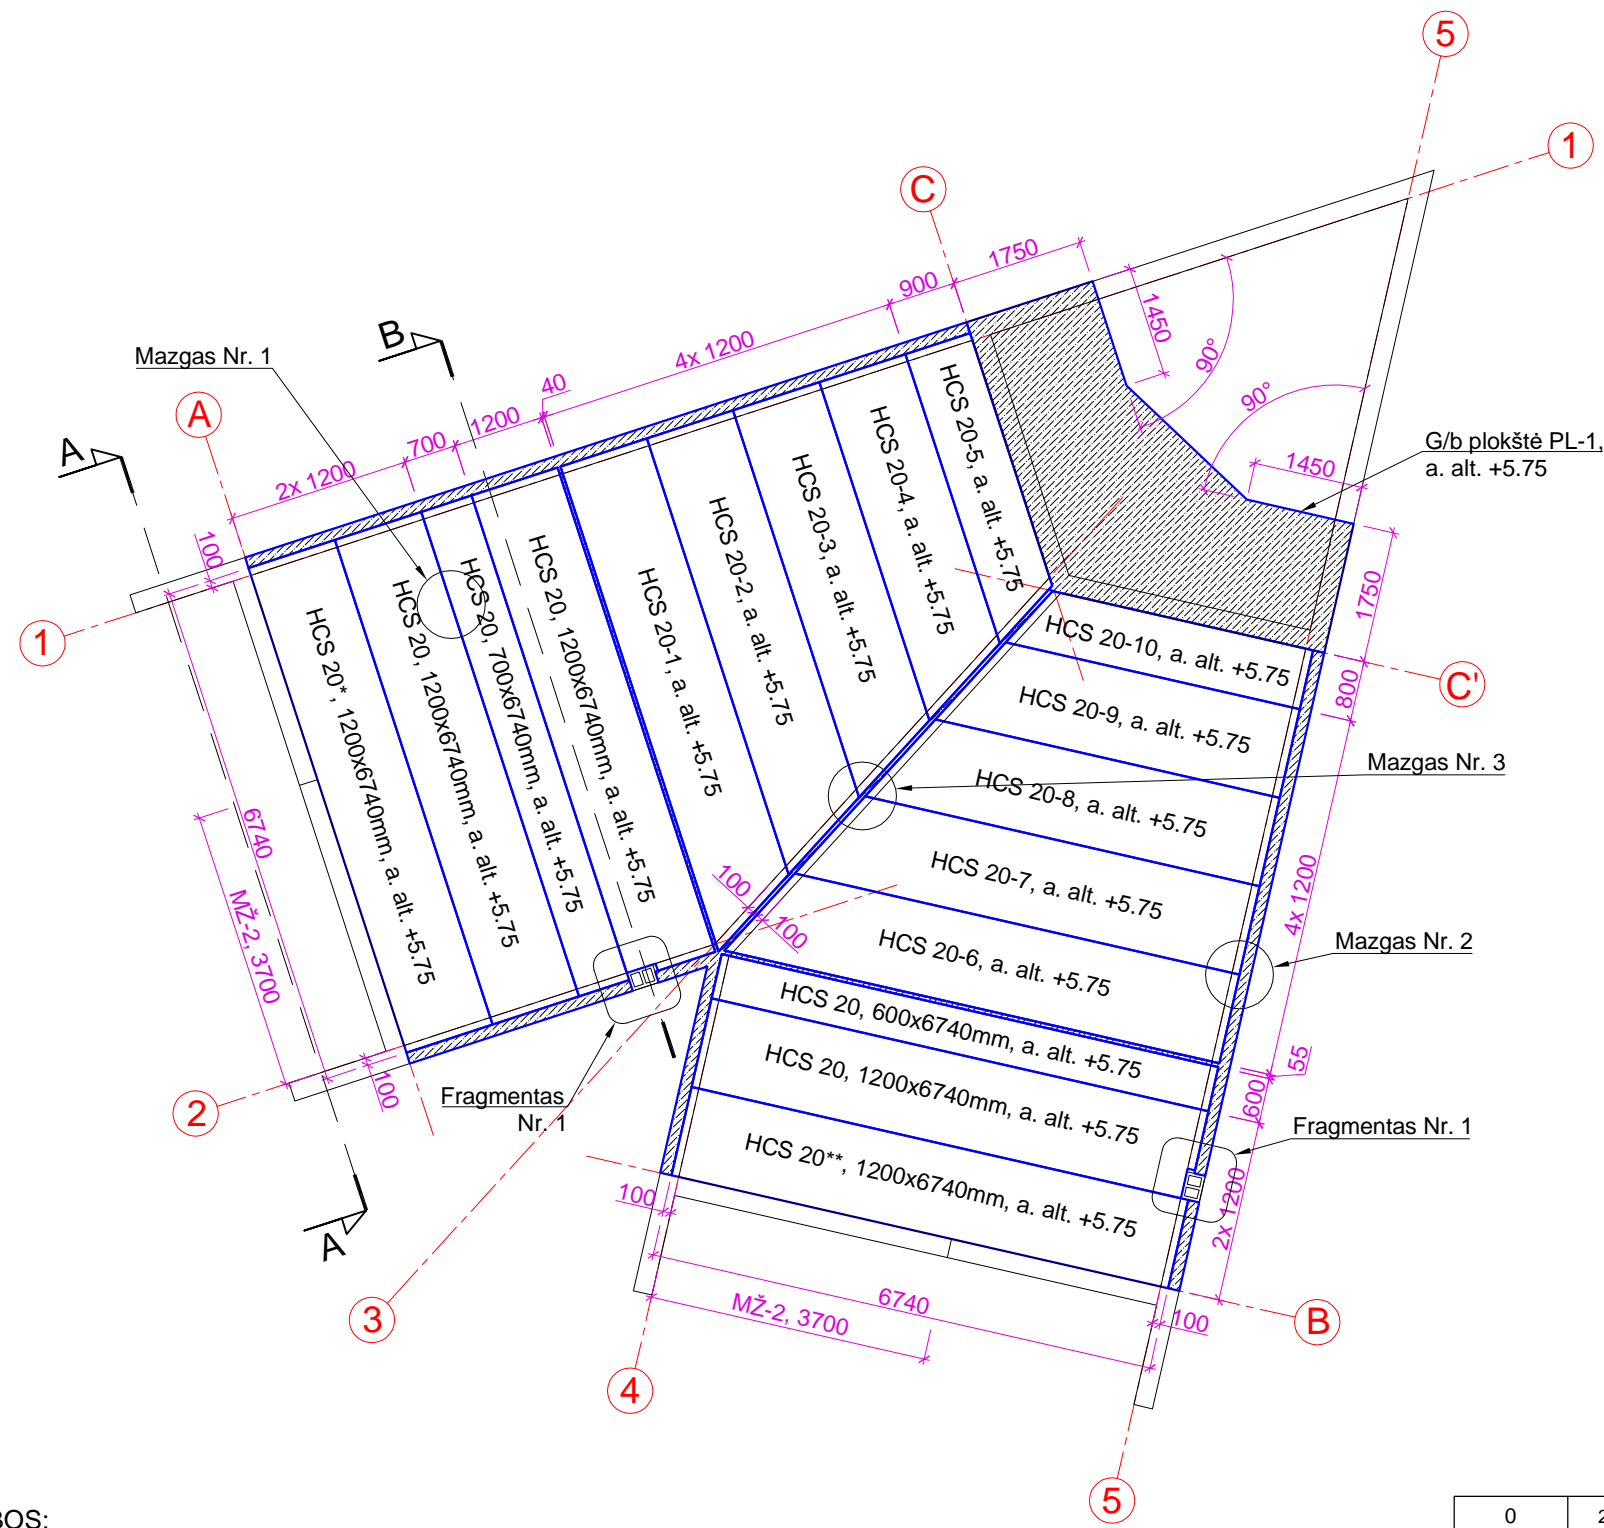 5
1
C
1750
900
1450
90°
4x 1200
B
Mazgas Nr. 1
40
A
1200
90°
700
A
2x 1200
G/b plokštė PL-1,
a. alt. +5.75
1450
100
HCS 20*, 1200x6740mm, a. alt. +5.75
HCS 20, 1200x6740mm, a. alt. +5.75
HCS 20, 700x6740mm, a. alt. +5.75
HCS 20, 1200x6740mm, a. alt. +5.75
HCS 20-1, a. alt. +5.75
HCS 20-2, a. alt. +5.75
HCS 20-3, a. alt. +5.75
HCS 20-4, a. alt. +5.75
HCS 20-5, a. alt. +5.75
1750
1
HCS 20-10, a. alt. +5.75
C'
800
HCS 20-9, a. alt. +5.75
Mazgas Nr. 3
HCS 20-8, a. alt. +5.75
6740
MŽ-2, 3700
HCS 20-7, a. alt. +5.75
4x 1200
100
100
HCS 20-6, a. alt. +5.75
Mazgas Nr. 2
HCS 20, 600x6740mm, a. alt. +5.75
55
HCS 20, 1200x6740mm, a. alt. +5.75
600
100
2
Fragmentas
Nr. 1
Fragmentas Nr. 1
HCS 20**, 1200x6740mm, a. alt. +5.75
2x 1200
100
A
6740
MŽ-2, 3700
100
3
B
4
5
BOS:
0
2